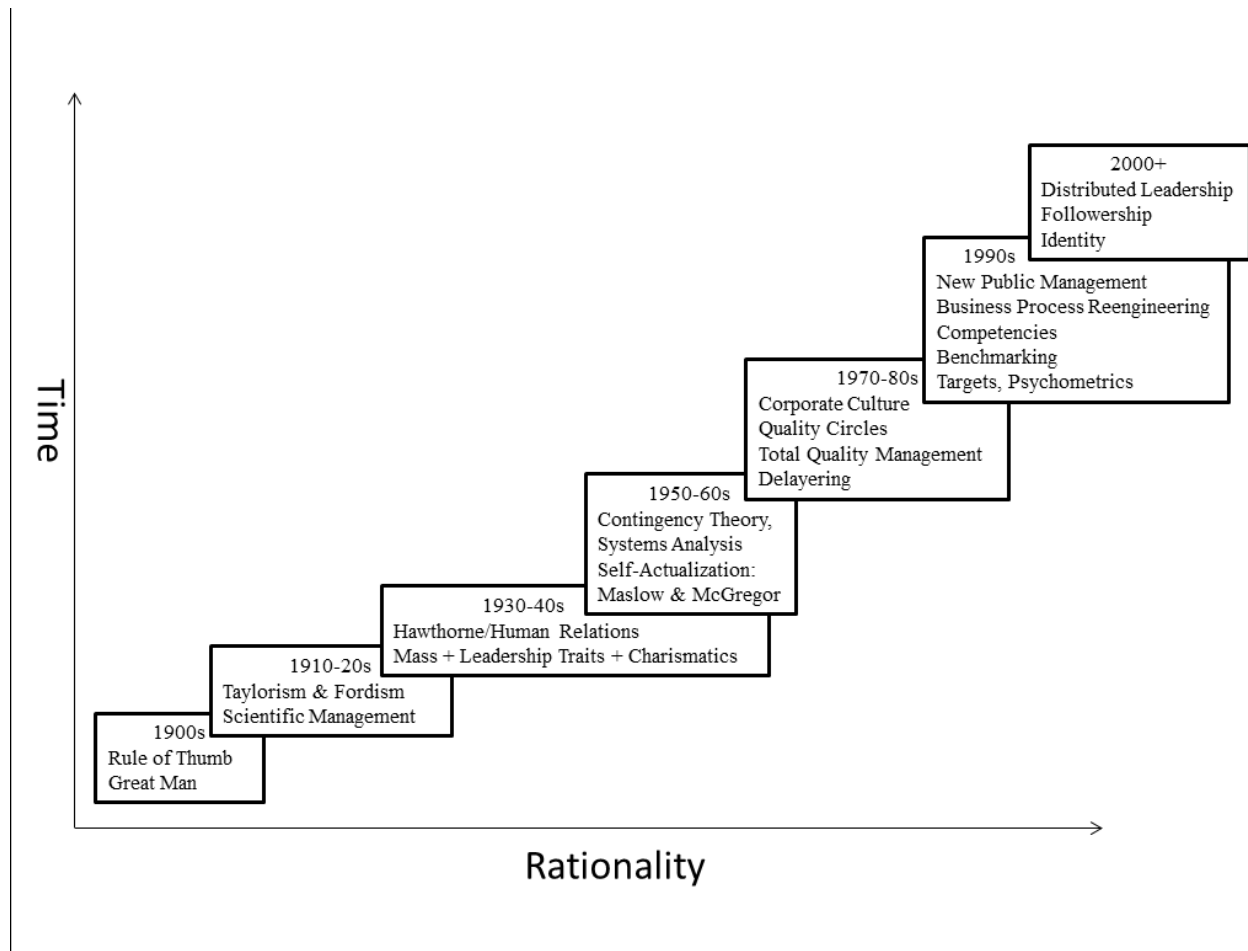 2000+
Distributed Leadership
Followership
Identity
1990s
New Public Management
Business Process Reengineering
Competencies
Benchmarking
Targets, Psychometrics
1970-80s
Corporate Culture
Quality Circles
Total Quality Management
Delayering
1950-60s
Contingency Theory,
Systems Analysis
Self-Actualization:
Maslow & McGregor
1930-40s
Hawthorne/Human Relations
Mass + Leadership Traits + Charismatics
1910-20s
Taylorism & Fordism
Scientific Management
1900s
Rule of Thumb
Great Man
Time
Rationality